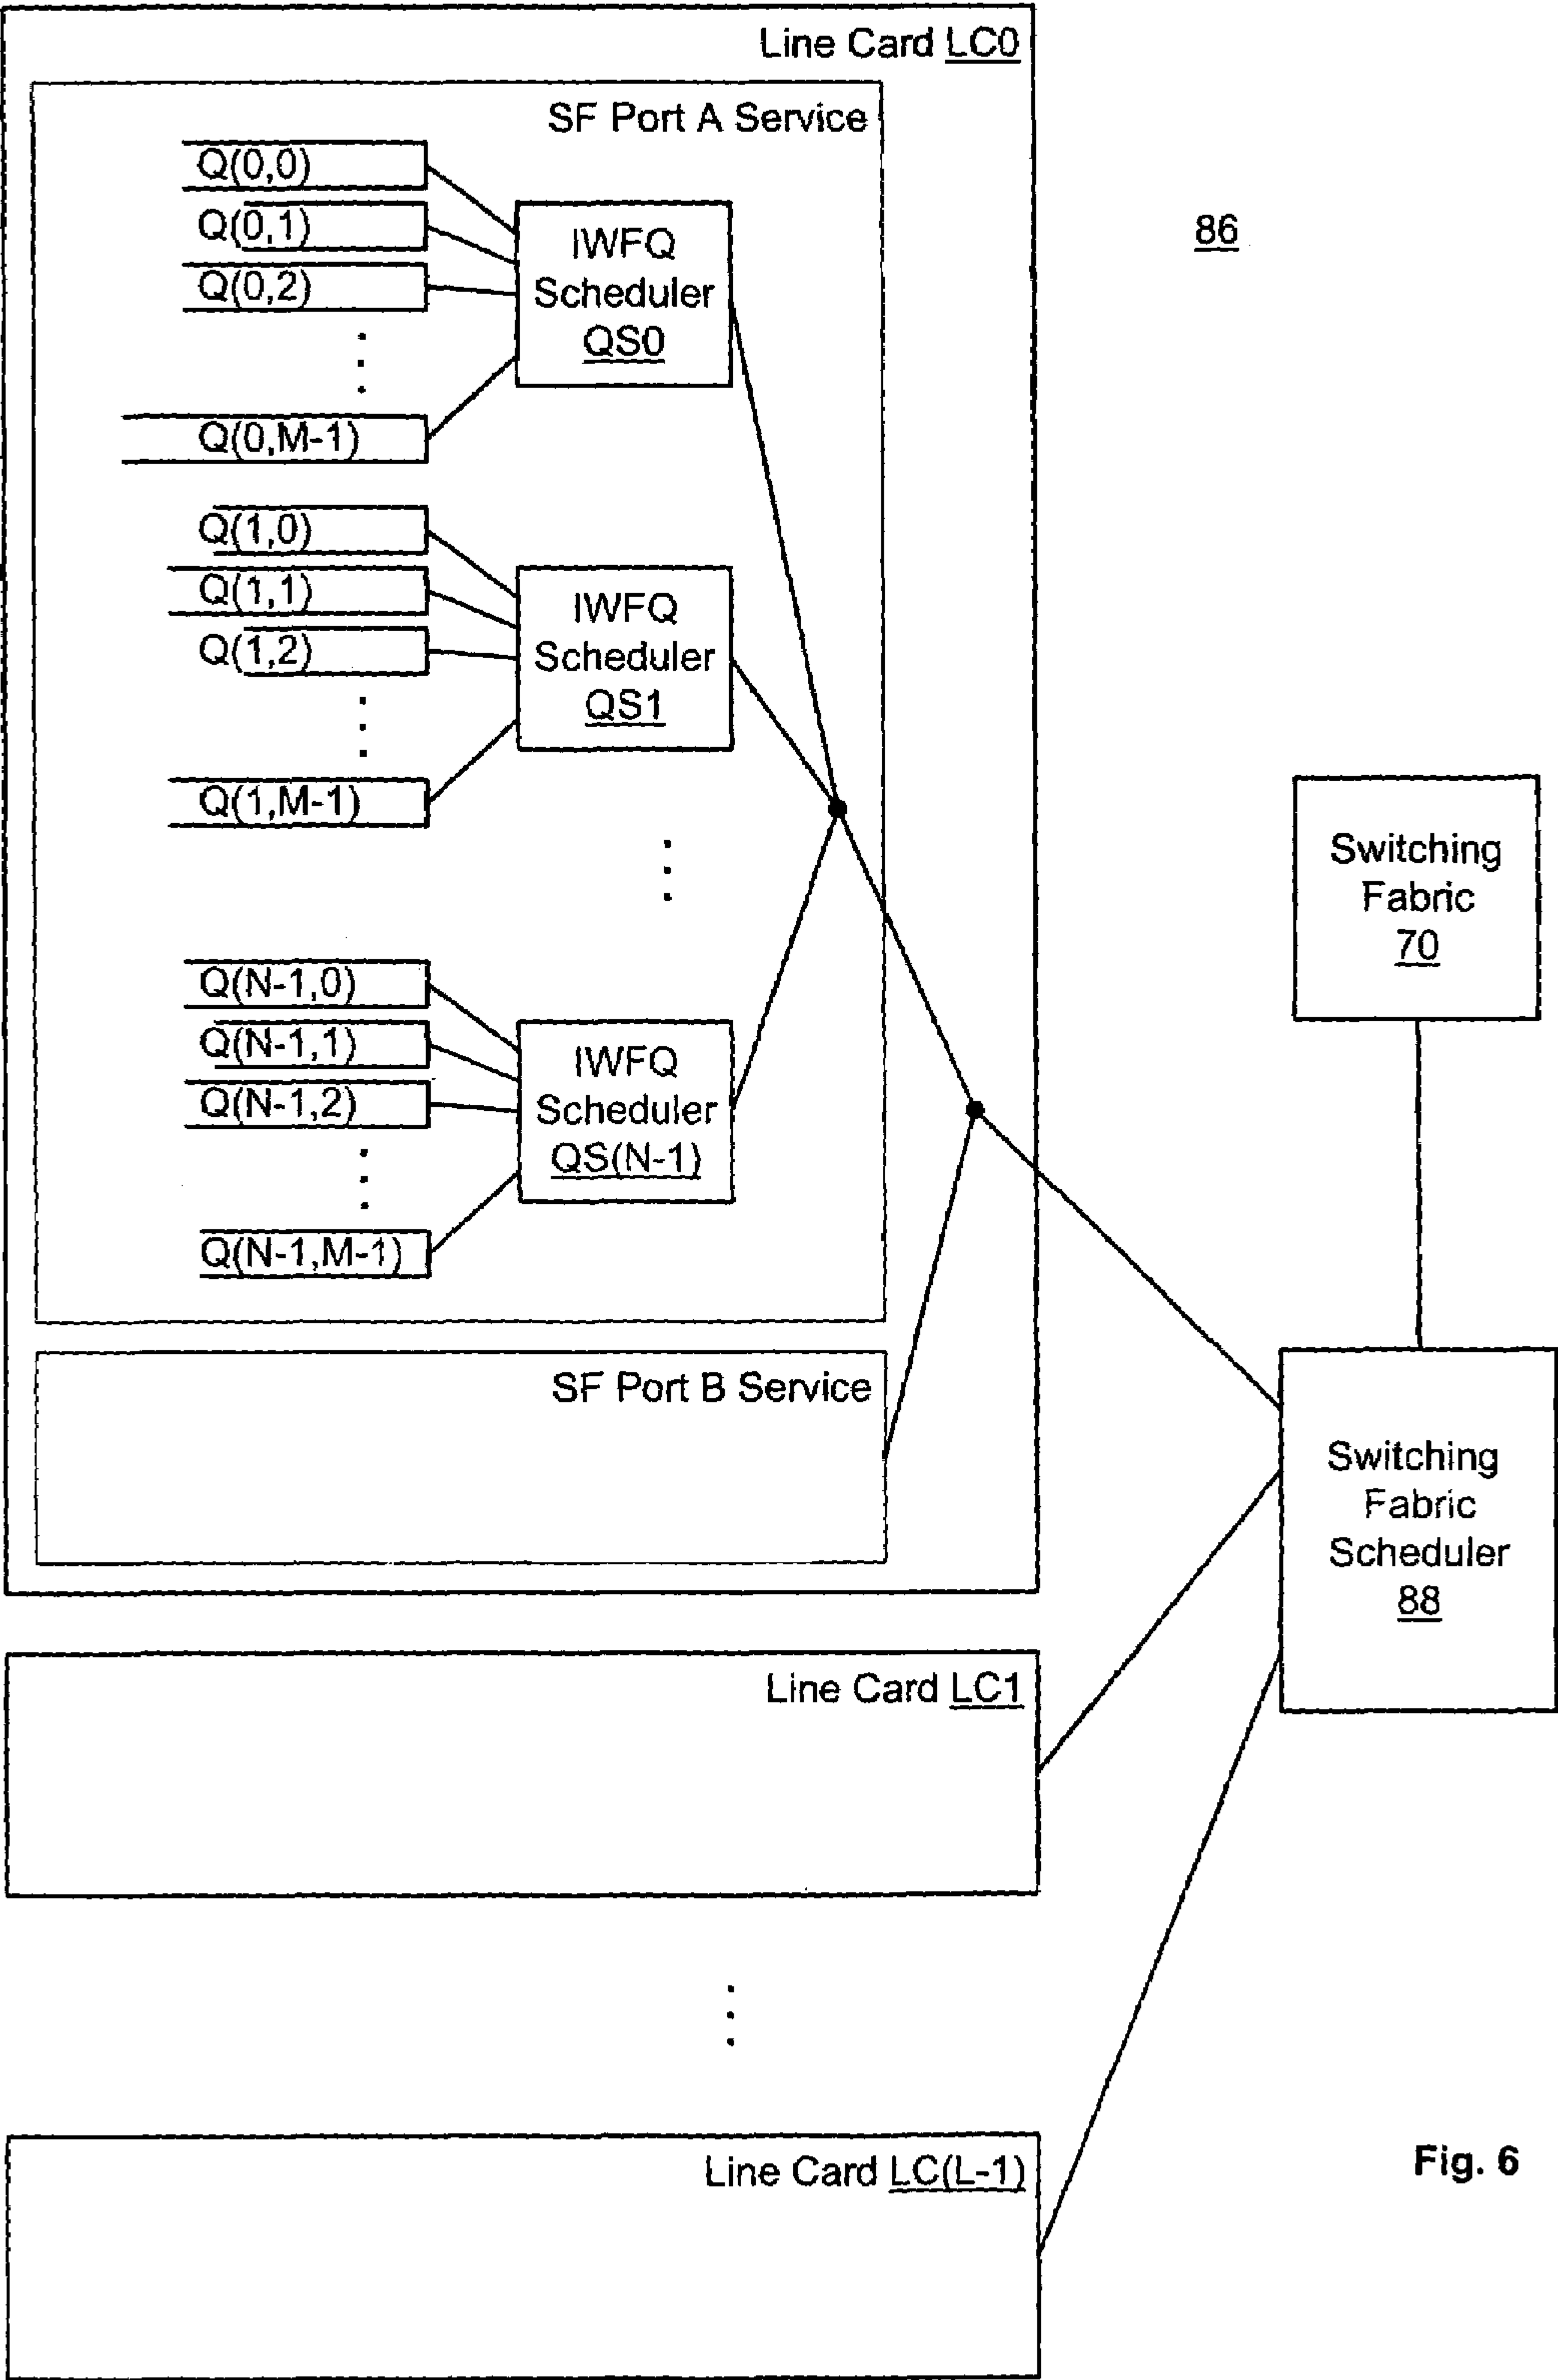 Line Card LC0
SF Port A Service
Q(0,0)
Q(0,1)
Q(0,2)
Q(0,M-1)
IWFQ
Scheduler
QS0
86
Q(1,0)
Q(1,1)
Q(1,2)
Q(1,M-1)
IWFQ
Scheduler
QS1
Switching
Fabric
70
Q(N-1,0)
Q(N-1,1)
Q(N-1,2)
Q(N-1,M-1)
IWFQ
Scheduler
QS(N-1)
SF Port B Service
Switching
Fabric
Scheduler
88
Line Card LC1
Line Card LC(L-1)
Fig. 6